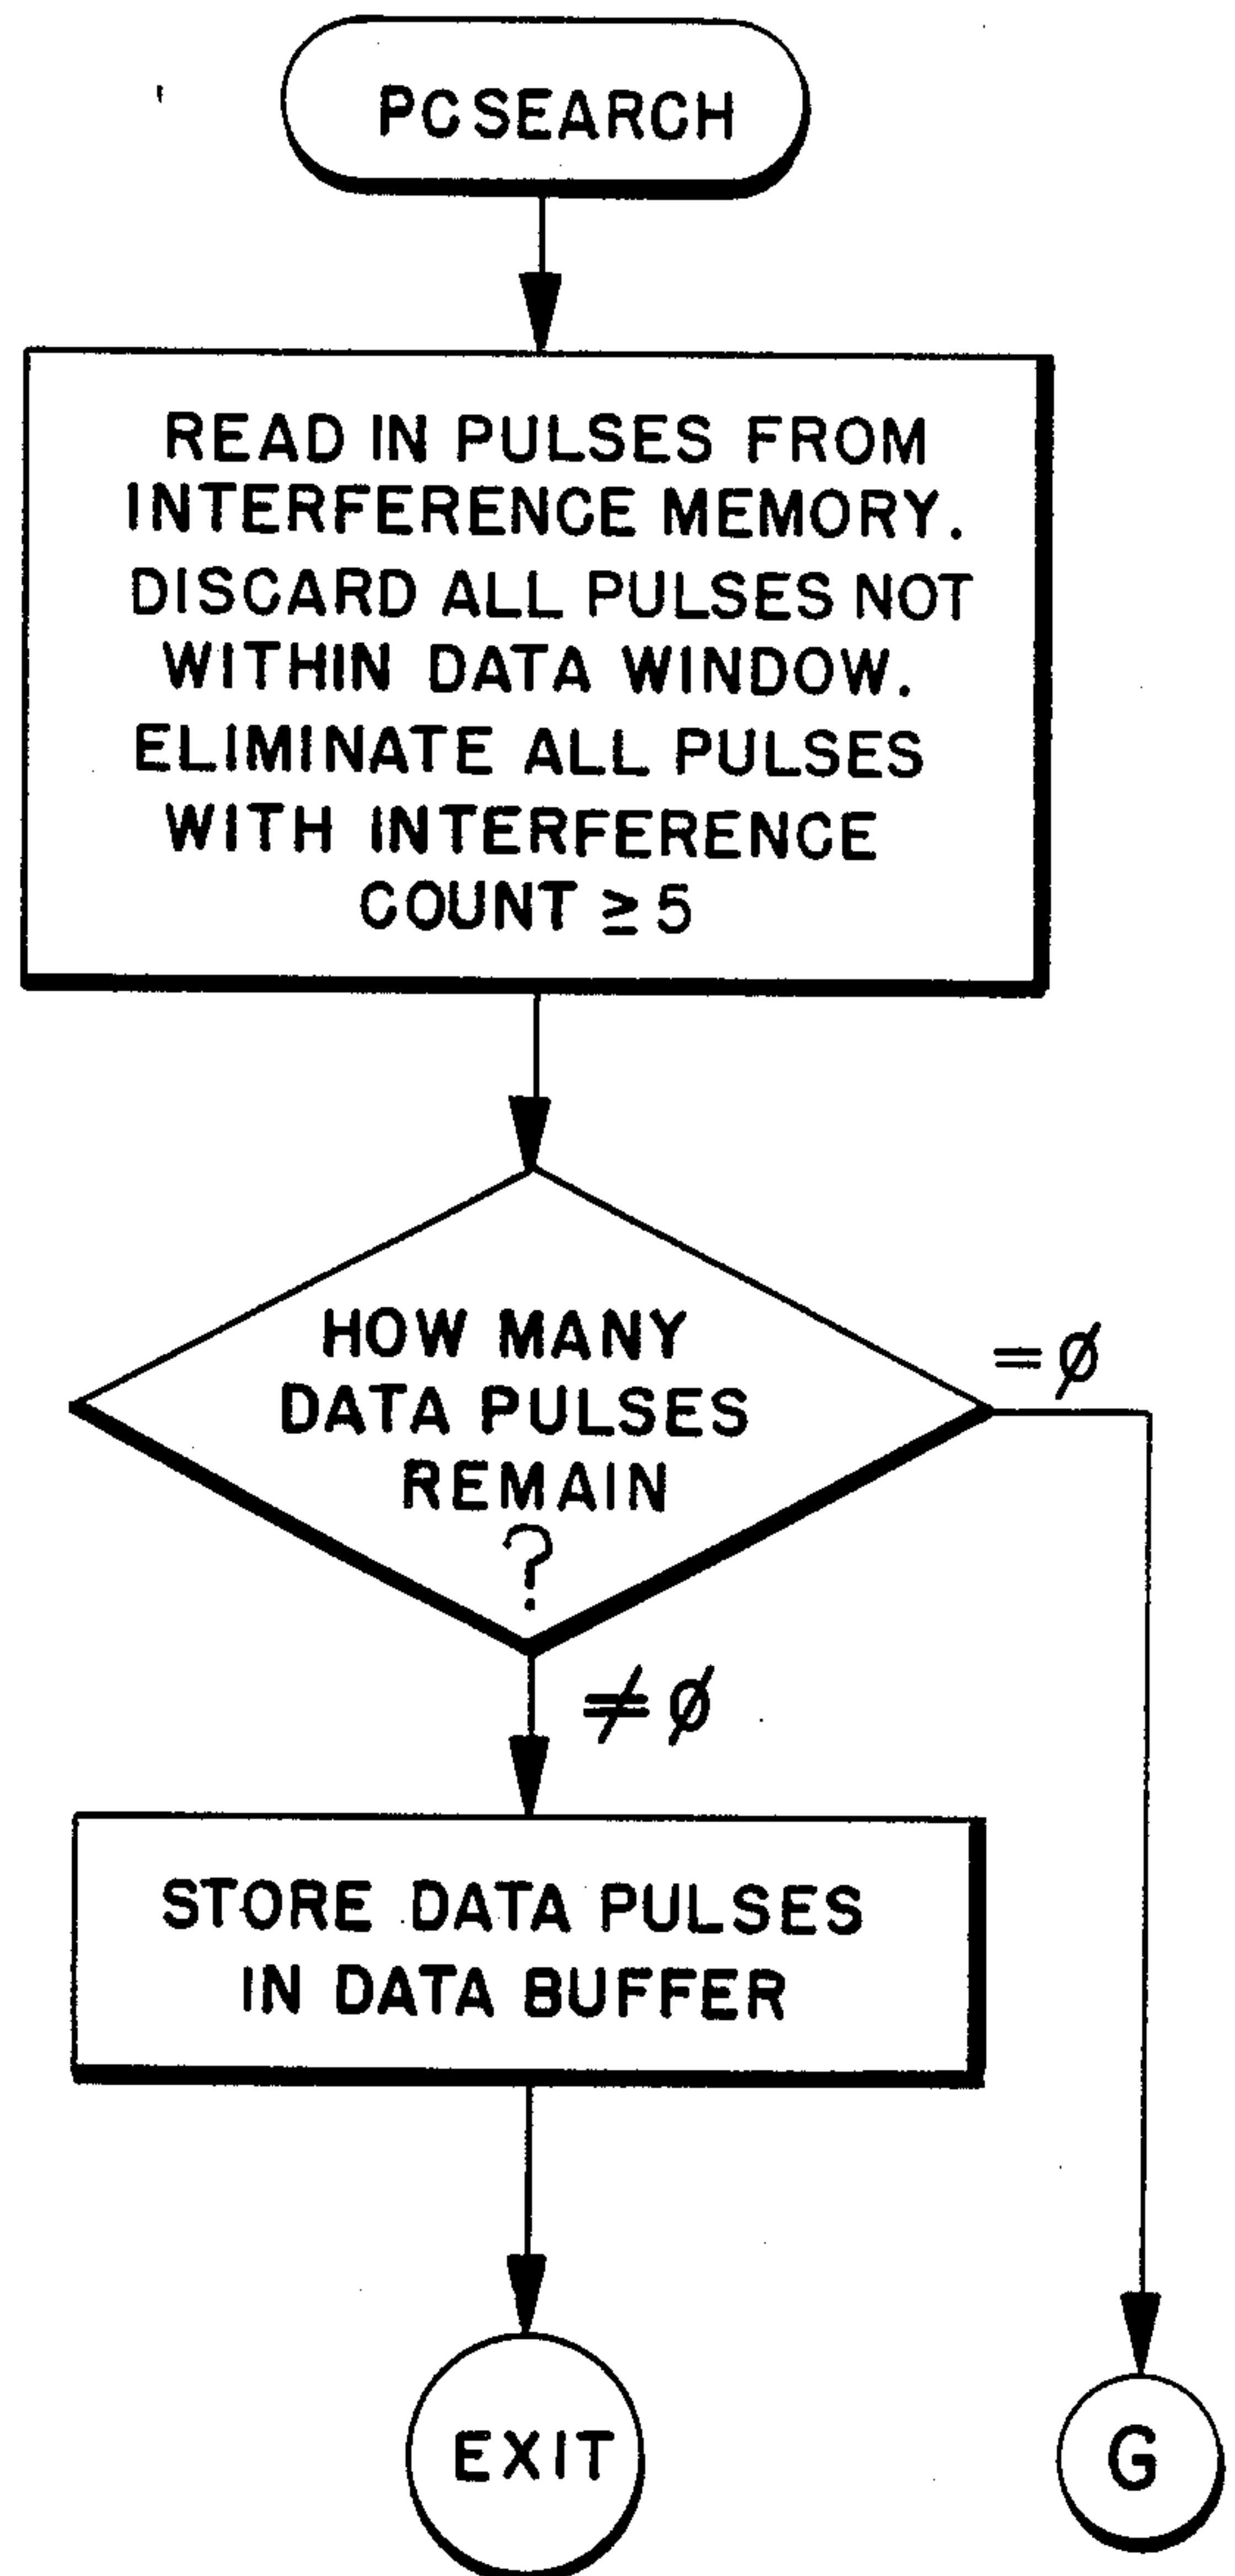 PCSEARCH
READ IN PULSES FROM
INTERFERENCE MEMORY.
DISCARD ALL PULSES NOT
WITHIN DATA WINDOW.
ELIMINATE ALL PULSES
WITH INTERFERENCE
COUNT ≥ 5
HOW MANY
DATA PULSES
REMAIN
?
=ø
≠ø
STORE DATA PULSES
IN DATA BUFFER
EXIT
G